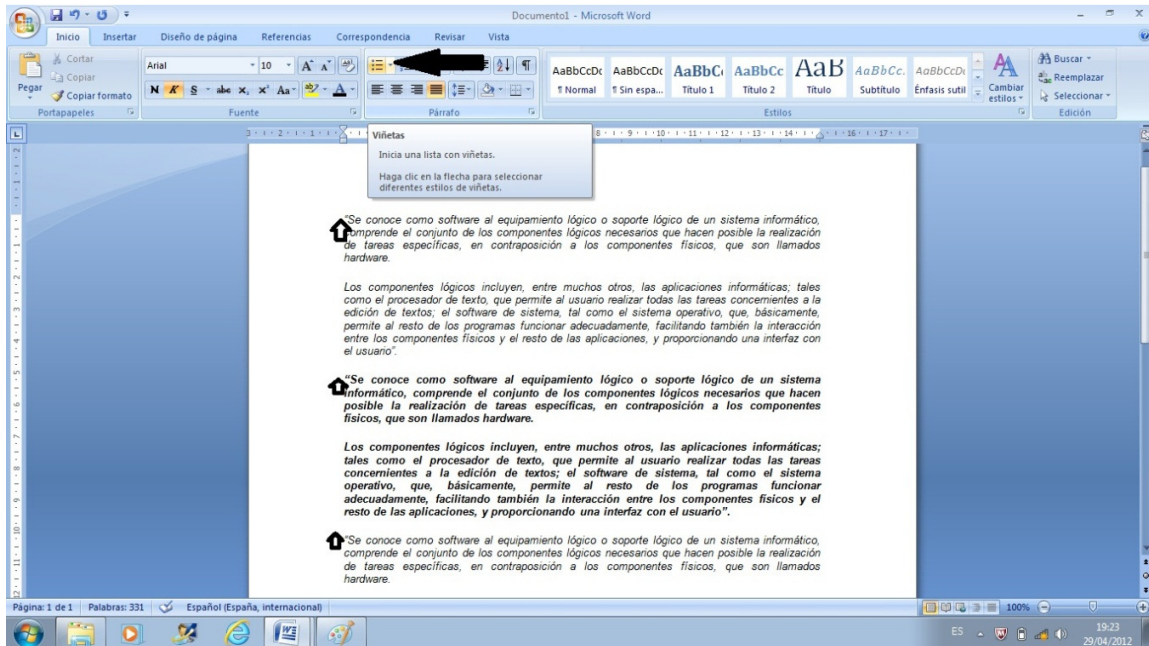 Documento1 - Microsoft Word
Inicio Insertar Diseño de página Referencias Correspondencia Revisar Vista
Pegar
Cortar
Copiar
Copiar formato
Portapapeles
Arial 10
N K S abe x₂ x² Aa A
Fuente
Párrafo
AaBbCcDc AaBbCcDc AaBbC AaBbCc AaB AaBbCc. AaBbCcDc
¶ Normal ¶ Sin espa... Título 1 Título 2 Título Subtítulo Énfasis sutil
Cambiar estilos
Estilos
Buscar
Reemplazar
Seleccionar
Edición
3 2 1 8 9 10 11 12 13 14 16 17
Viñetas
Inicia una lista con viñetas.
Haga clic en la flecha para seleccionar
diferentes estilos de viñetas.
"Se conoce como software al equipamiento lógico o soporte lógico de un sistema informático,
comprende el conjunto de los componentes lógicos necesarios que hacen posible la realización
de tareas específicas, en contraposición a los componentes físicos, que son llamados
hardware.
Los componentes lógicos incluyen, entre muchos otros, las aplicaciones informáticas; tales
como el procesador de texto, que permite al usuario realizar todas las tareas concernientes a la
edición de textos; el software de sistema, tal como el sistema operativo, que, básicamente,
permite al resto de los programas funcionar adecuadamente, facilitando también la interacción
entre los componentes físicos y el resto de las aplicaciones, y proporcionando una interfaz con
el usuario".
"Se conoce como software al equipamiento lógico o soporte lógico de un sistema
informático, comprende el conjunto de los componentes lógicos necesarios que hacen
posible la realización de tareas específicas, en contraposición a los componentes
físicos, que son llamados hardware.
Los componentes lógicos incluyen, entre muchos otros, las aplicaciones informáticas;
tales como el procesador de texto, que permite al usuario realizar todas las tareas
concernientes a la edición de textos; el software de sistema, tal como el sistema
operativo, que, básicamente, permite al resto de los programas funcionar
adecuadamente, facilitando también la interacción entre los componentes físicos y el
resto de las aplicaciones, y proporcionando una interfaz con el usuario".
"Se conoce como software al equipamiento lógico o soporte lógico de un sistema informático,
comprende el conjunto de los componentes lógicos necesarios que hacen posible la realización
de tareas específicas, en contraposición a los componentes físicos, que son llamados
hardware.
Página: 1 de 1 Palabras: 331 Español (España, internacional) 100%
ES 19:23
29/04/2012